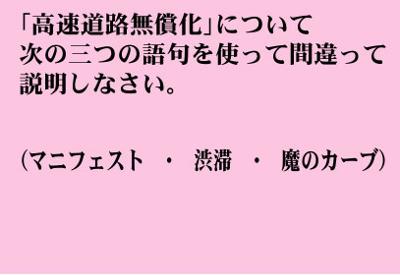 「高速道路無償化」について
次の三つの語句を使って間違って
説明しなさい。
（マニフェスト ・ 渋滞 ・ 魔のカーブ）